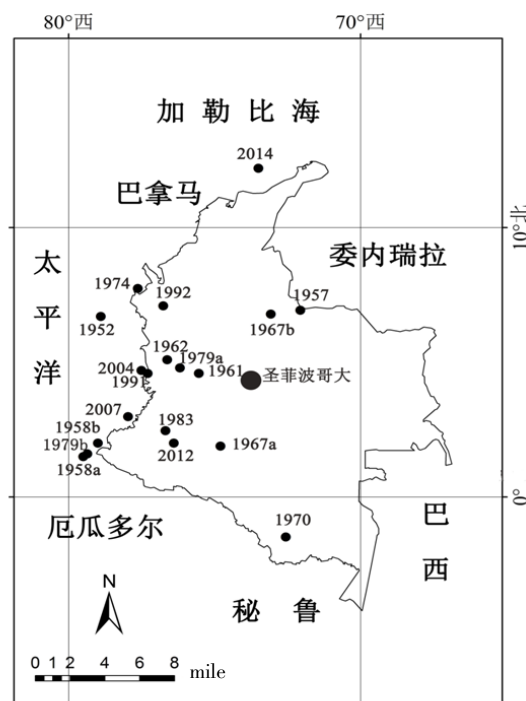 80°西
70°西
加勒比海
2014
巴拿马
10°北
太平洋
委内瑞拉
1974
1992
1957
1952
1967b
1962
1979a
2004
1961
圣菲波哥大
1991
2007
1983
1958b
1979b
2012
1967a
1958a
0°
厄瓜多尔
1970
巴西
N
秘鲁
0 1 2 4 6 8 mile